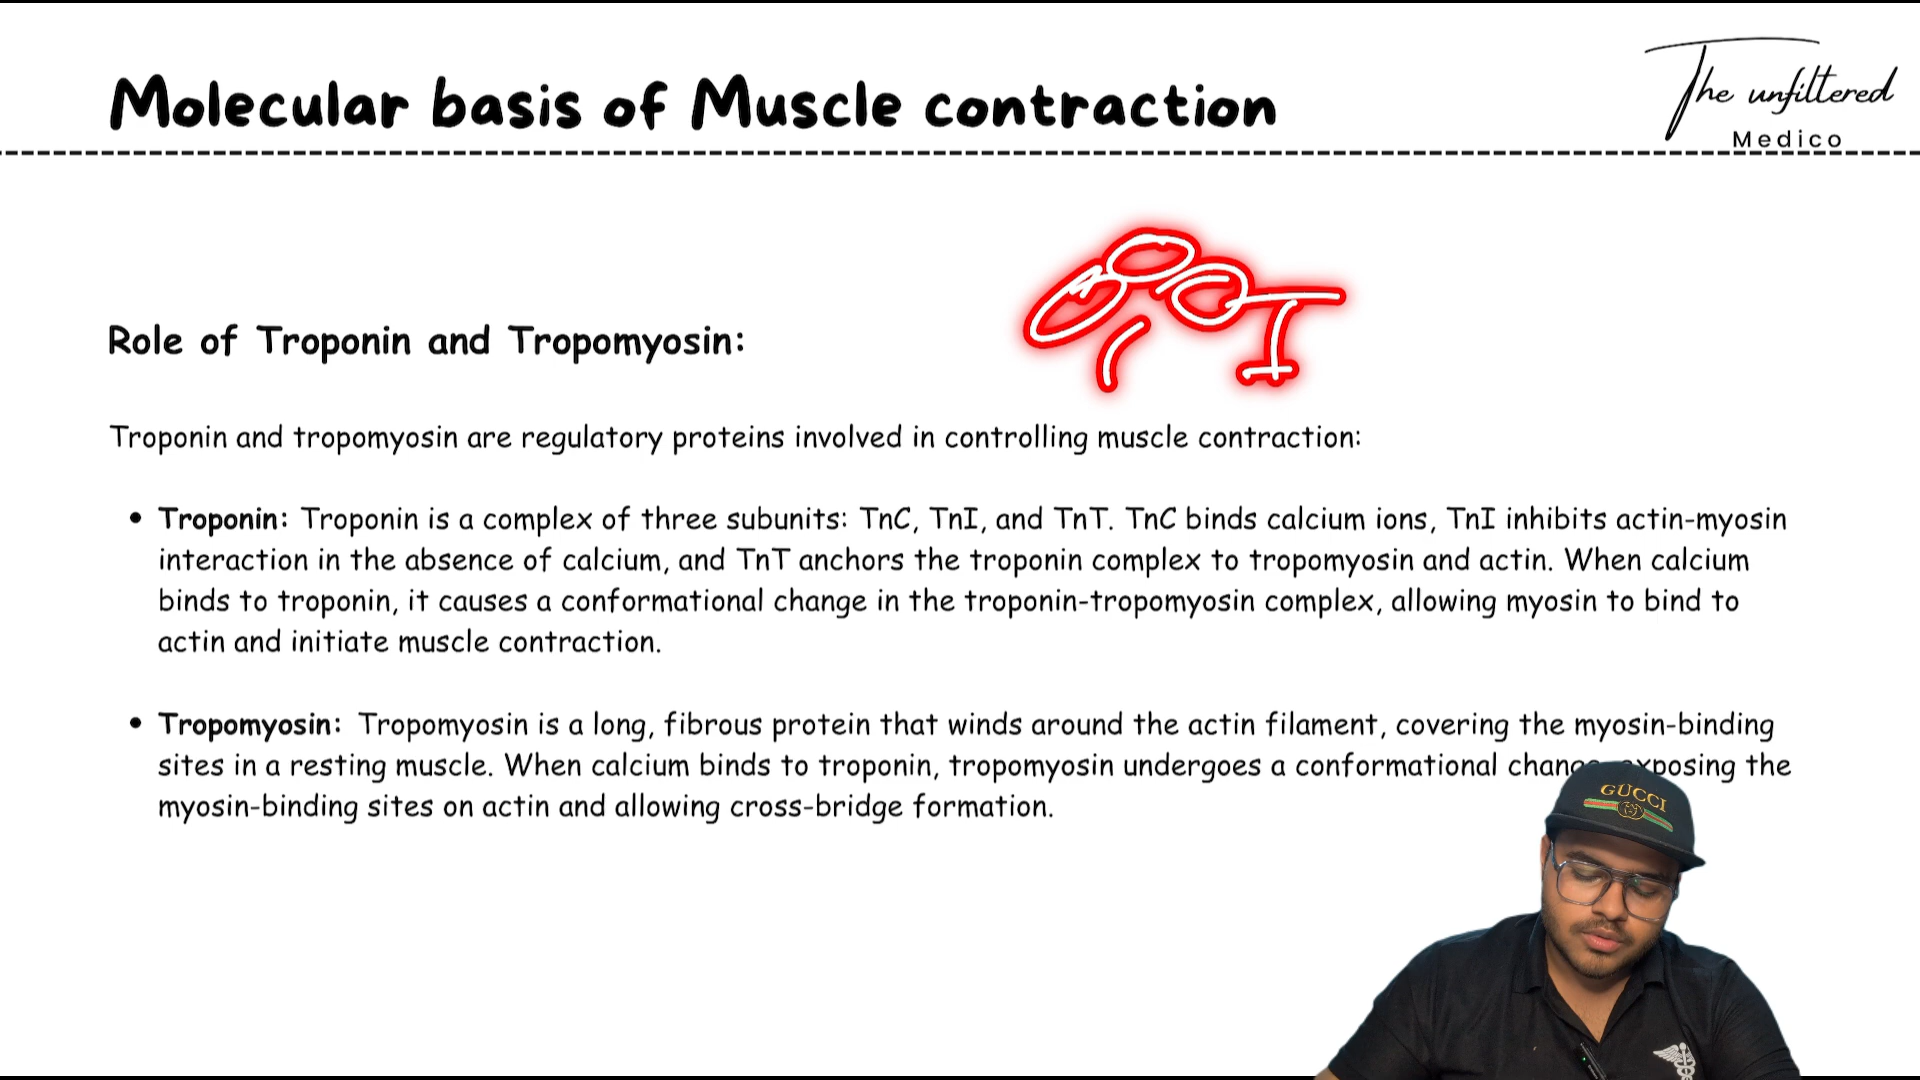 The unfiltered
Medico
Molecular basis of Muscle contraction
I
Role of Troponin and Tropomyosin:
Troponin and tropomyosin are regulatory proteins involved in controlling muscle contraction:
• Troponin: Troponin is a complex of three subunits: TnC, TnI, and TnT. TnC binds calcium ions, TnI inhibits actin-myosin
interaction in the absence of calcium, and TnT anchors the troponin complex to tropomyosin and actin. When calcium
binds to troponin, it causes a conformational change in the troponin-tropomyosin complex, allowing myosin to bind to
actin and initiate muscle contraction.
• Tropomyosin: Tropomyosin is a long, fibrous protein that winds around the actin filament, covering the myosin-binding
sites in a resting muscle. When calcium binds to troponin, tropomyosin undergoes a conformational change, exposing the
myosin-binding sites on actin and allowing cross-bridge formation.
GUCCI